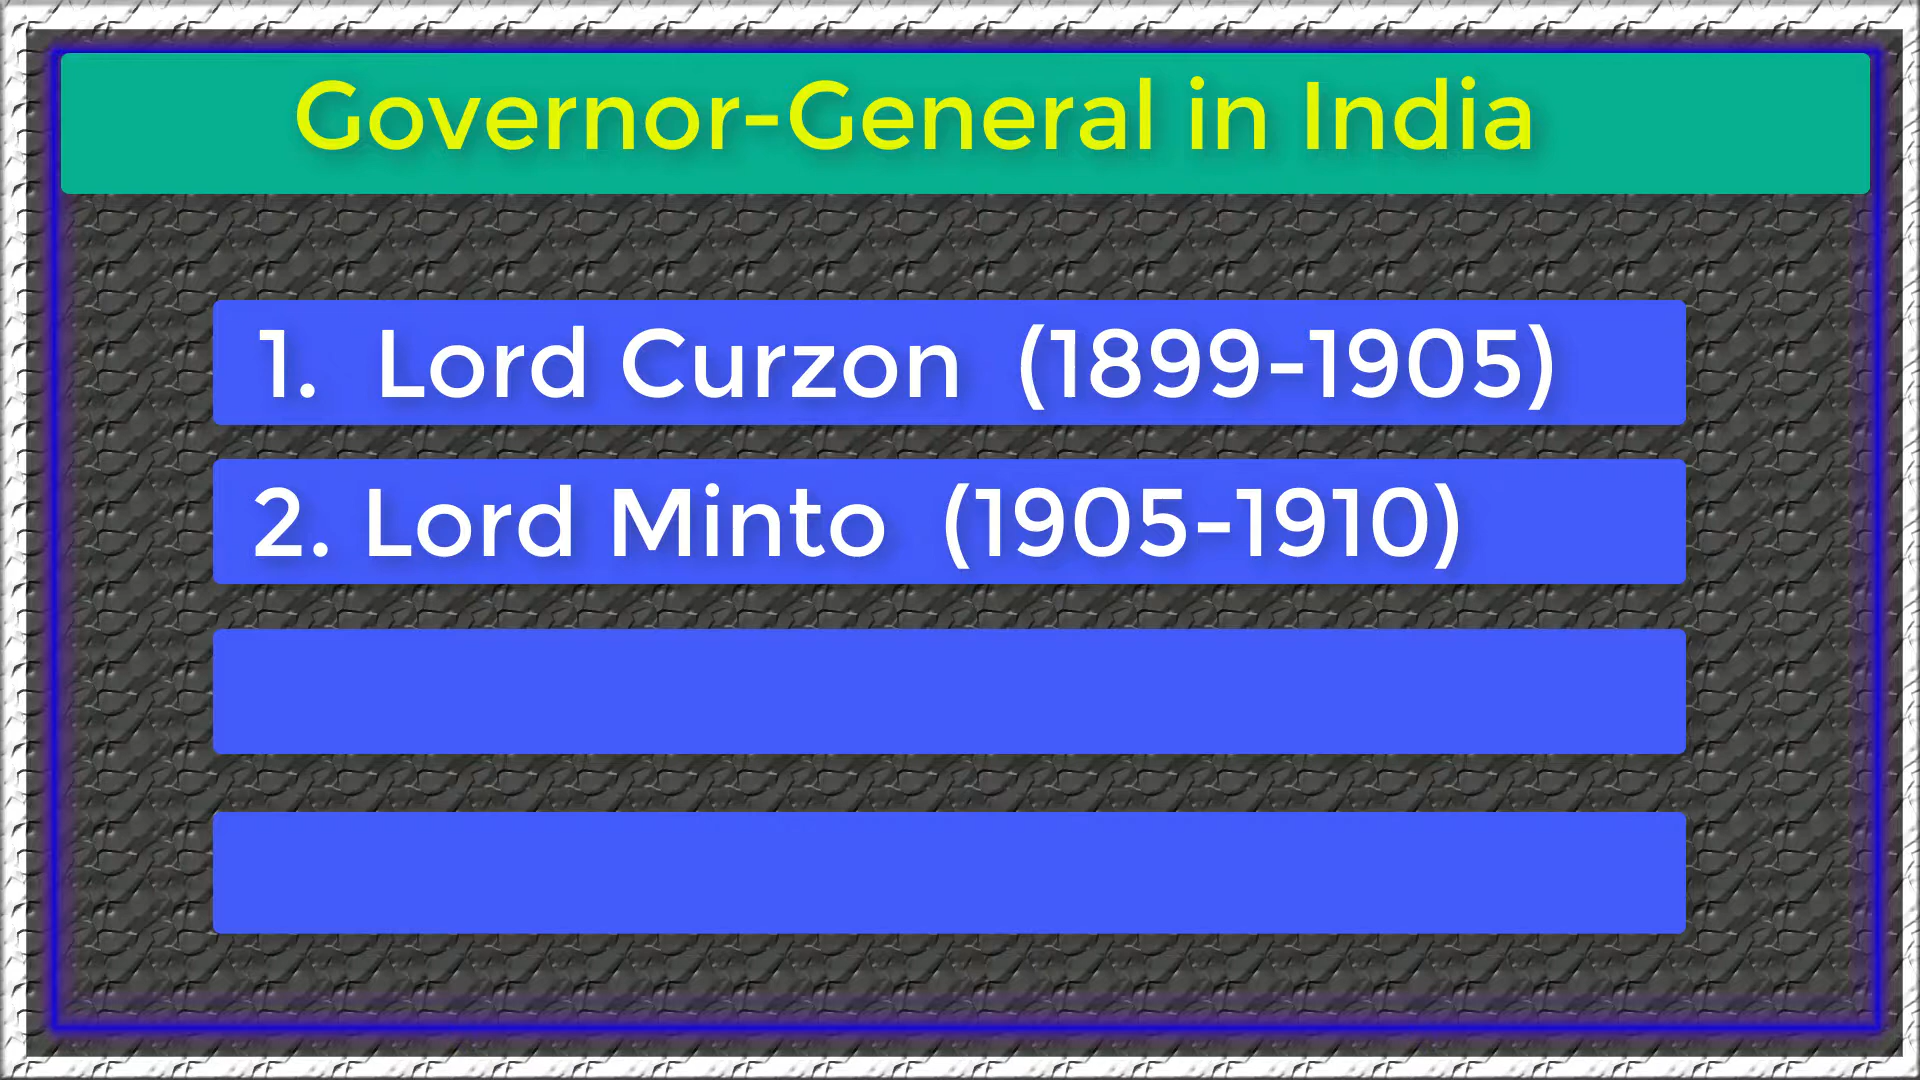 Governor-General in India
1. Lord Curzon (1899-1905)
2. Lord Minto (1905-1910)